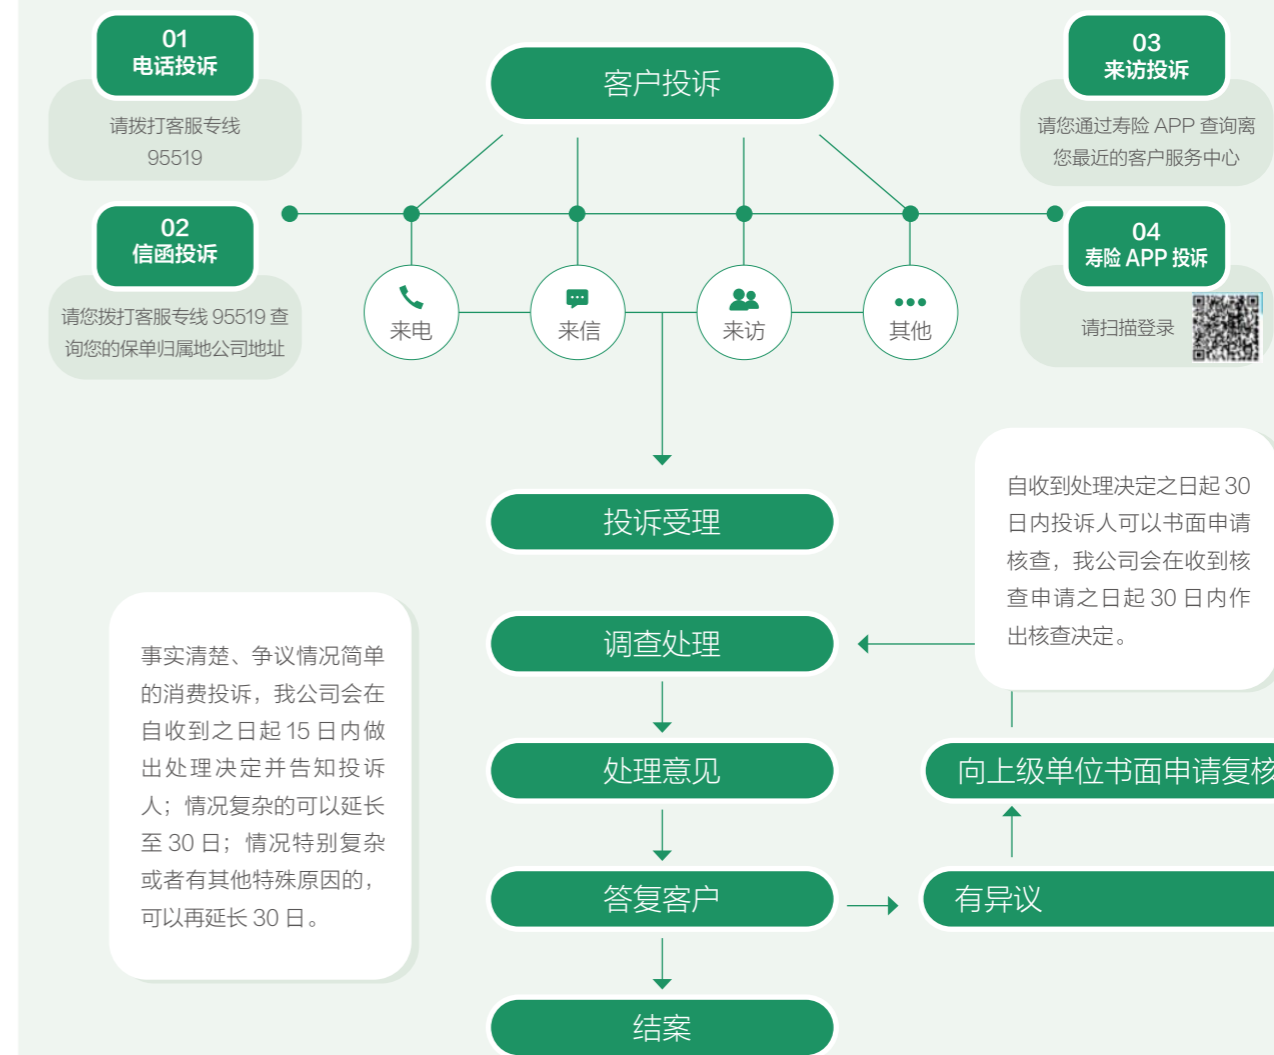 01
电话投诉
请拨打客服专线
95519
02
信函投诉
请您拨打客服专线 95519 查
询您的保单归属地公司地址
客户投诉
03
来访投诉
请您通过寿险 APP 查询离
您最近的客户服务中心
04
寿险 APP 投诉
请扫描登录
来电
来信
来访
其他
投诉受理
自收到处理决定之日起 30
日内投诉人可以书面申请
核查，我公司会在收到核
查申请之日起 30 日内作
出核查决定。
调查处理
事实清楚、争议情况简单
的消费投诉，我公司会在
自收到之日起 15 日内做
出处理决定并告知投诉
人；情况复杂的可以延长
至 30 日；情况特别复杂
或者有其他特殊原因的，
可以再延长 30 日。
处理意见
向上级单位书面申请复核
答复客户
有异议
结案